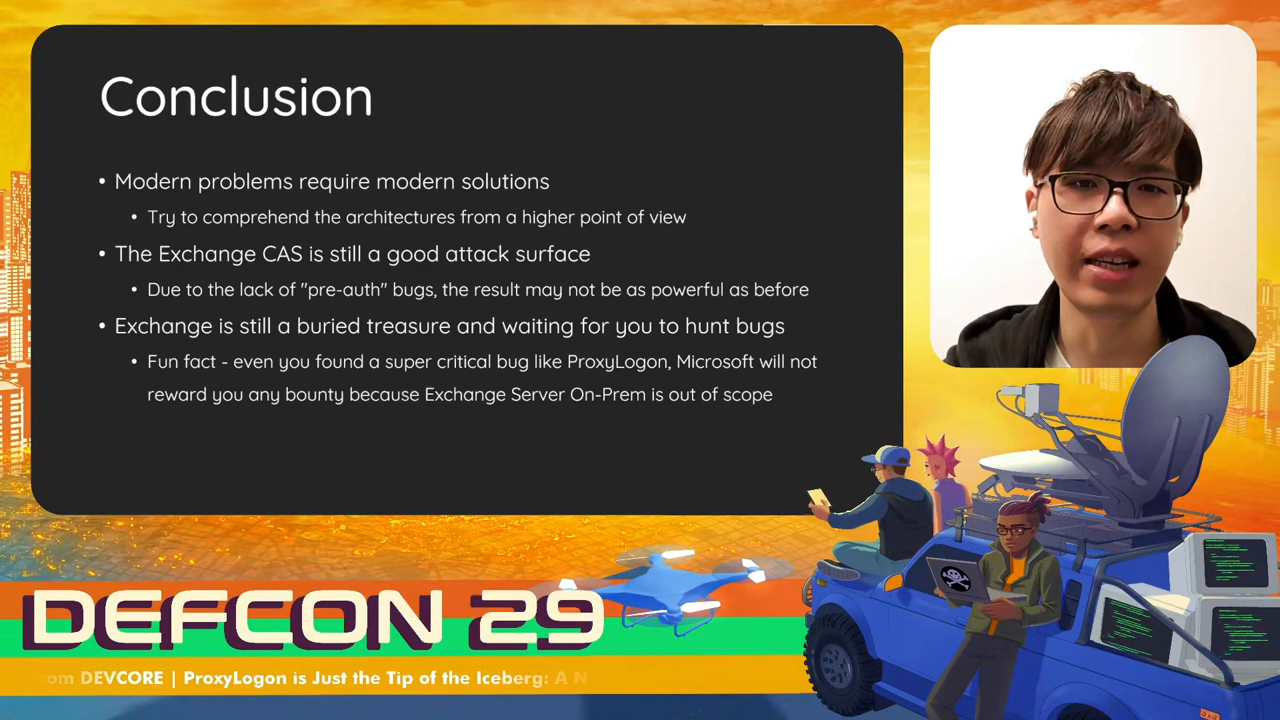 Conclusion
• Modern problems require modern solutions
• Try to comprehend the architectures from a higher point of view
• The Exchange CAS is still a good attack surface
• Due to the lack of "pre-auth" bugs, the result may not be as powerful as before
• Exchange is still a buried treasure and waiting for you to hunt bugs
• Fun fact - even you found a super critical bug like ProxyLogon, Microsoft will not
reward you any bounty because Exchange Server On-Prem is out of scope
DEFCON 29
om DEVCORE | ProxyLogon is Just the Tip of the Iceberg: A N